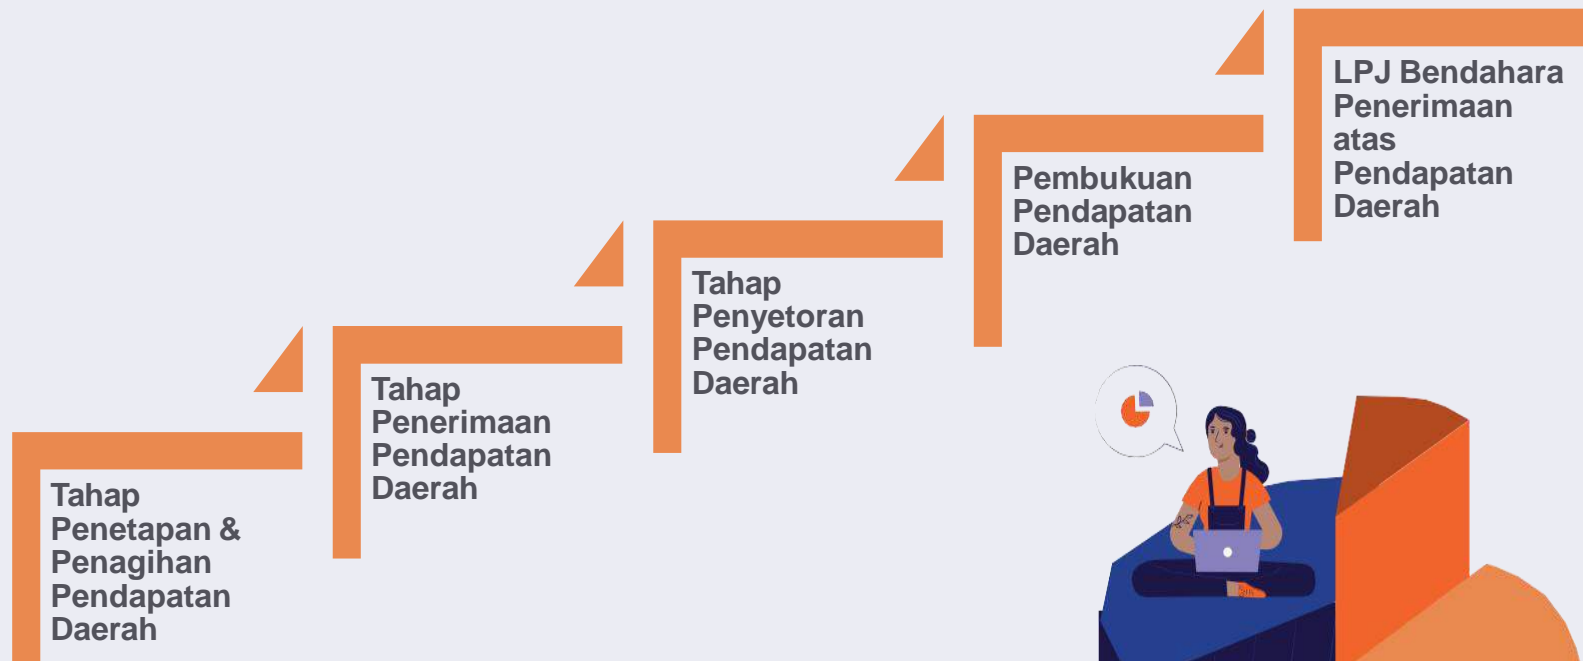 Tahap
Penetapan &
Penagihan
Pendapatan
Daerah
Tahap
Penerimaan
Pendapatan
Daerah
Tahap
Penyetoran
Pendapatan
Daerah
Pembukuan
Pendapatan
Daerah
LPJ Bendahara
Penerimaan
atas
Pendapatan
Daerah